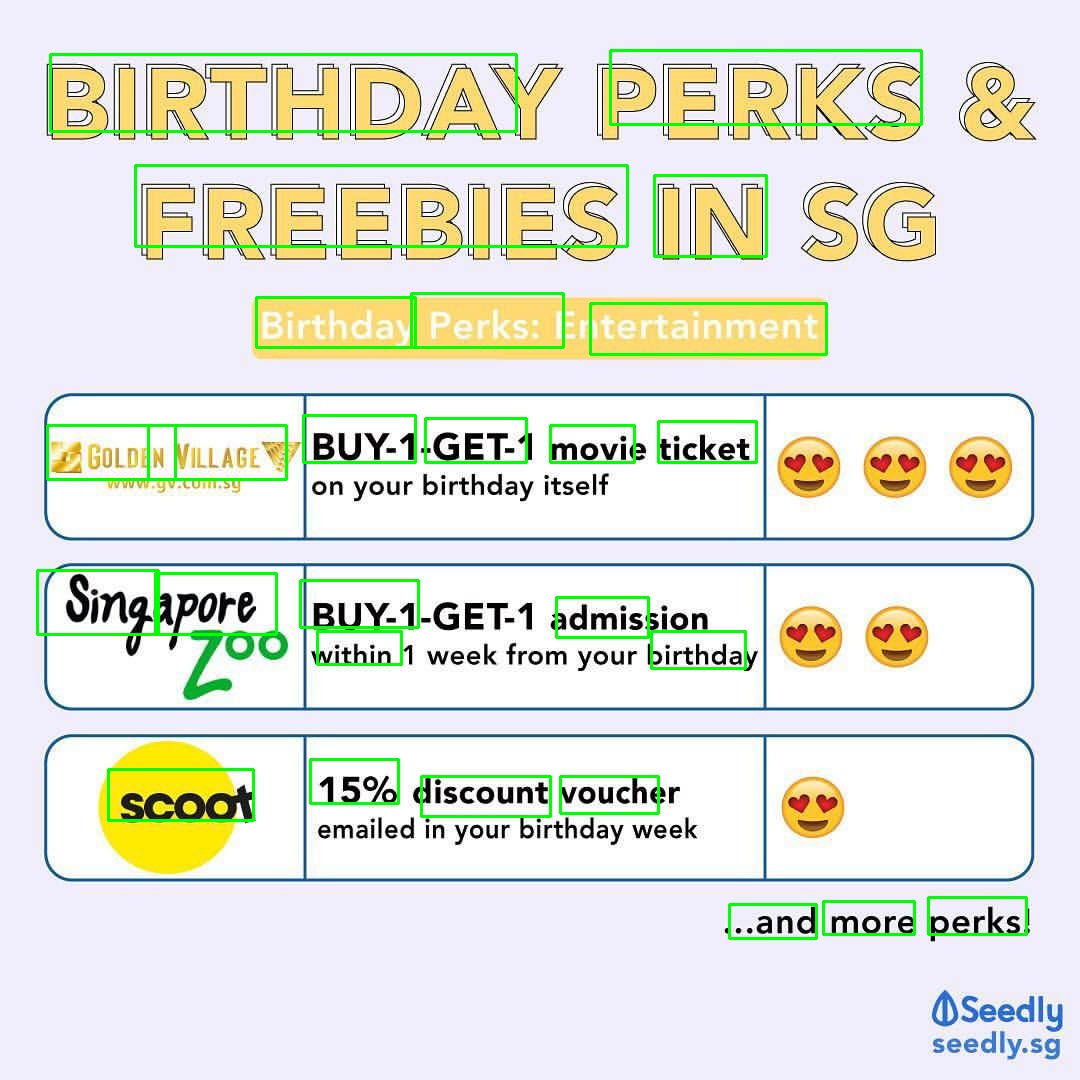 BIRTHDAY PERKS &
FREEBIES IN SG
Birthday Perks: Entertainment
GOLDEN VILLAGE
www.gv.com.sg
BUY-1-GET-1 movie ticket
on your birthday itself
Singapore
Zoo
BUY-1-GET-1 admission
within 1 week from your birthday
scoot
15% discount voucher
emailed in your birthday week
...and more perks!
Seedly
seedly.sg